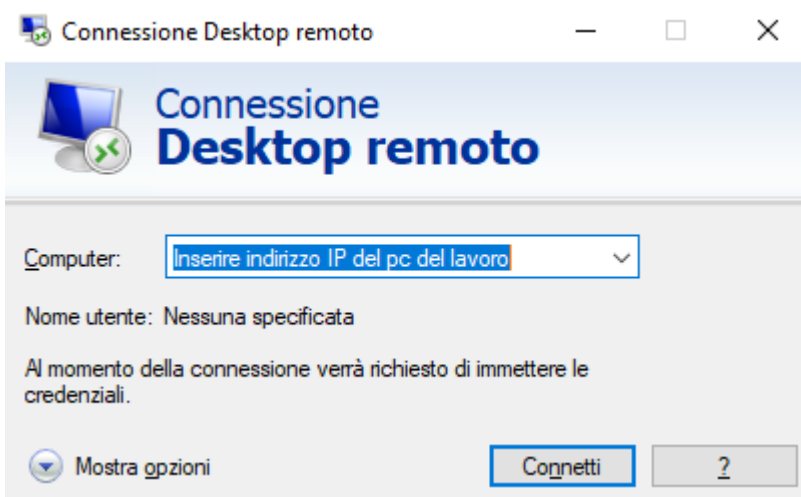 Connessione Desktop remoto
Connessione
Desktop remoto
Computer: Inserire indirizzo IP del pc del lavoro
Nome utente: Nessuna specificata
Al momento della connessione verrà richiesto di immettere le
credenziali.
Mostra opzioni Connetti ?